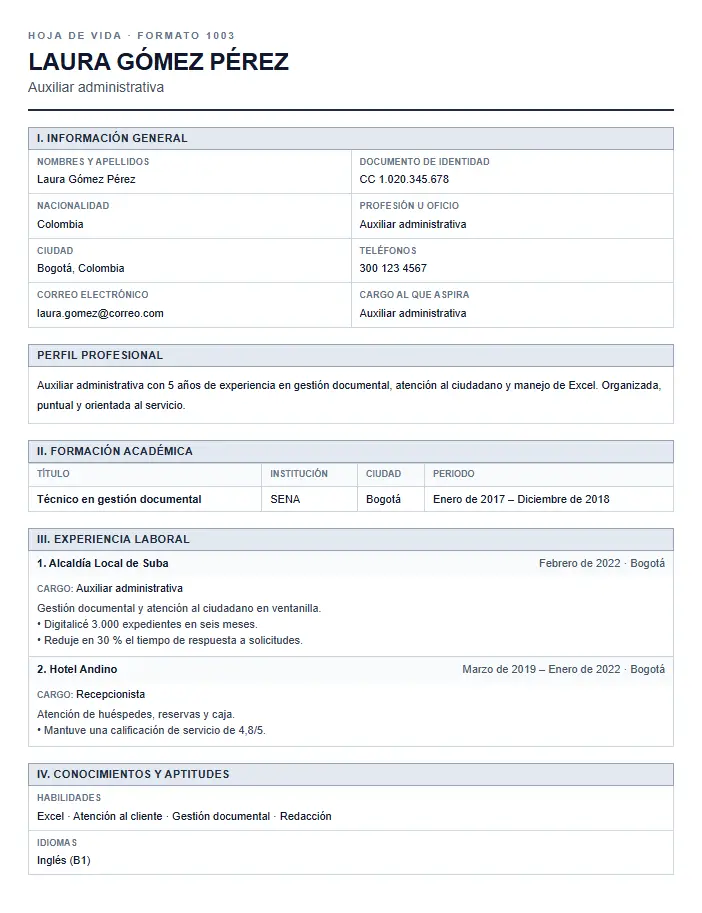 HOJA DE VIDA · FORMATO 1003
LAURA GÓMEZ PÉREZ
Auxiliar administrativa
I. INFORMACIÓN GENERAL
NOMBRES Y APELLIDOS
Laura Gómez Pérez
DOCUMENTO DE IDENTIDAD
CC 1.020.345.678
NACIONALIDAD
Colombia
PROFESIÓN U OFICIO
Auxiliar administrativa
CIUDAD
Bogotá, Colombia
TELÉFONOS
300 123 4567
CORREO ELECTRÓNICO
laura.gomez@correo.com
CARGO AL QUE ASPIRA
Auxiliar administrativa
PERFIL PROFESIONAL
Auxiliar administrativa con 5 años de experiencia en gestión documental, atención al ciudadano y manejo de Excel. Organizada,
puntual y orientada al servicio.
II. FORMACIÓN ACADÉMICA
TÍTULO INSTITUCIÓN CIUDAD PERIODO
Técnico en gestión documental SENA Bogotá Enero de 2017 – Diciembre de 2018
III. EXPERIENCIA LABORAL
1. Alcaldía Local de Suba Febrero de 2022 · Bogotá
CARGO: Auxiliar administrativa
Gestión documental y atención al ciudadano en ventanilla.
• Digitalicé 3.000 expedientes en seis meses.
• Reduje en 30 % el tiempo de respuesta a solicitudes.
2. Hotel Andino Marzo de 2019 – Enero de 2022 · Bogotá
CARGO: Recepcionista
Atención de huéspedes, reservas y caja.
• Mantuve una calificación de servicio de 4,8/5.
IV. CONOCIMIENTOS Y APTITUDES
HABILIDADES
Excel · Atención al cliente · Gestión documental · Redacción
IDIOMAS
Inglés (B1)